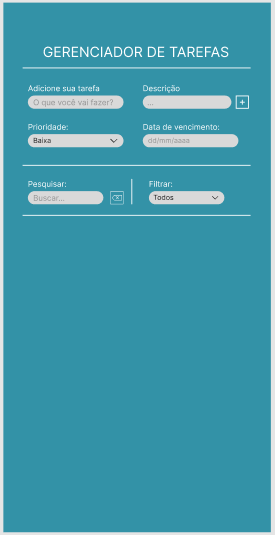 GERENCIADOR DE TAREFAS
Adicione sua tarefa
Descrição
O que você vai fazer?
...
+
Prioridade:
Data de vencimento:
Baixa
dd/mm/aaaa
Pesquisar:
Filtrar:
Buscar...
Todos